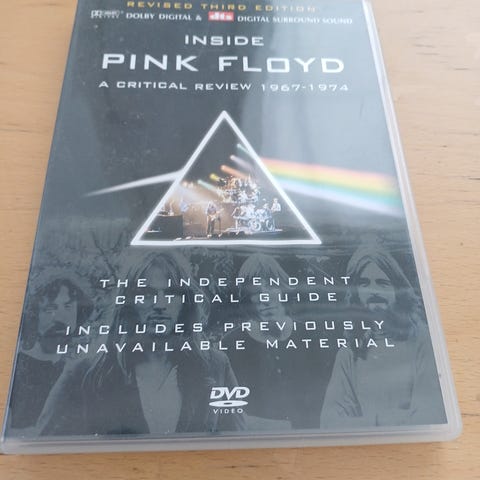 REVISED THIRD EDITION
DOLBY DIGITAL & dts DIGITAL SURROUND SOUND
INSIDE
PINK FLOYD
A CRITICAL REVIEW 1967-1974
THE INDEPENDENT
CRITICAL GUIDE
INCLUDES PREVIOUSLY
UNAVAILABLE MATERIAL
DVD
VIDEO